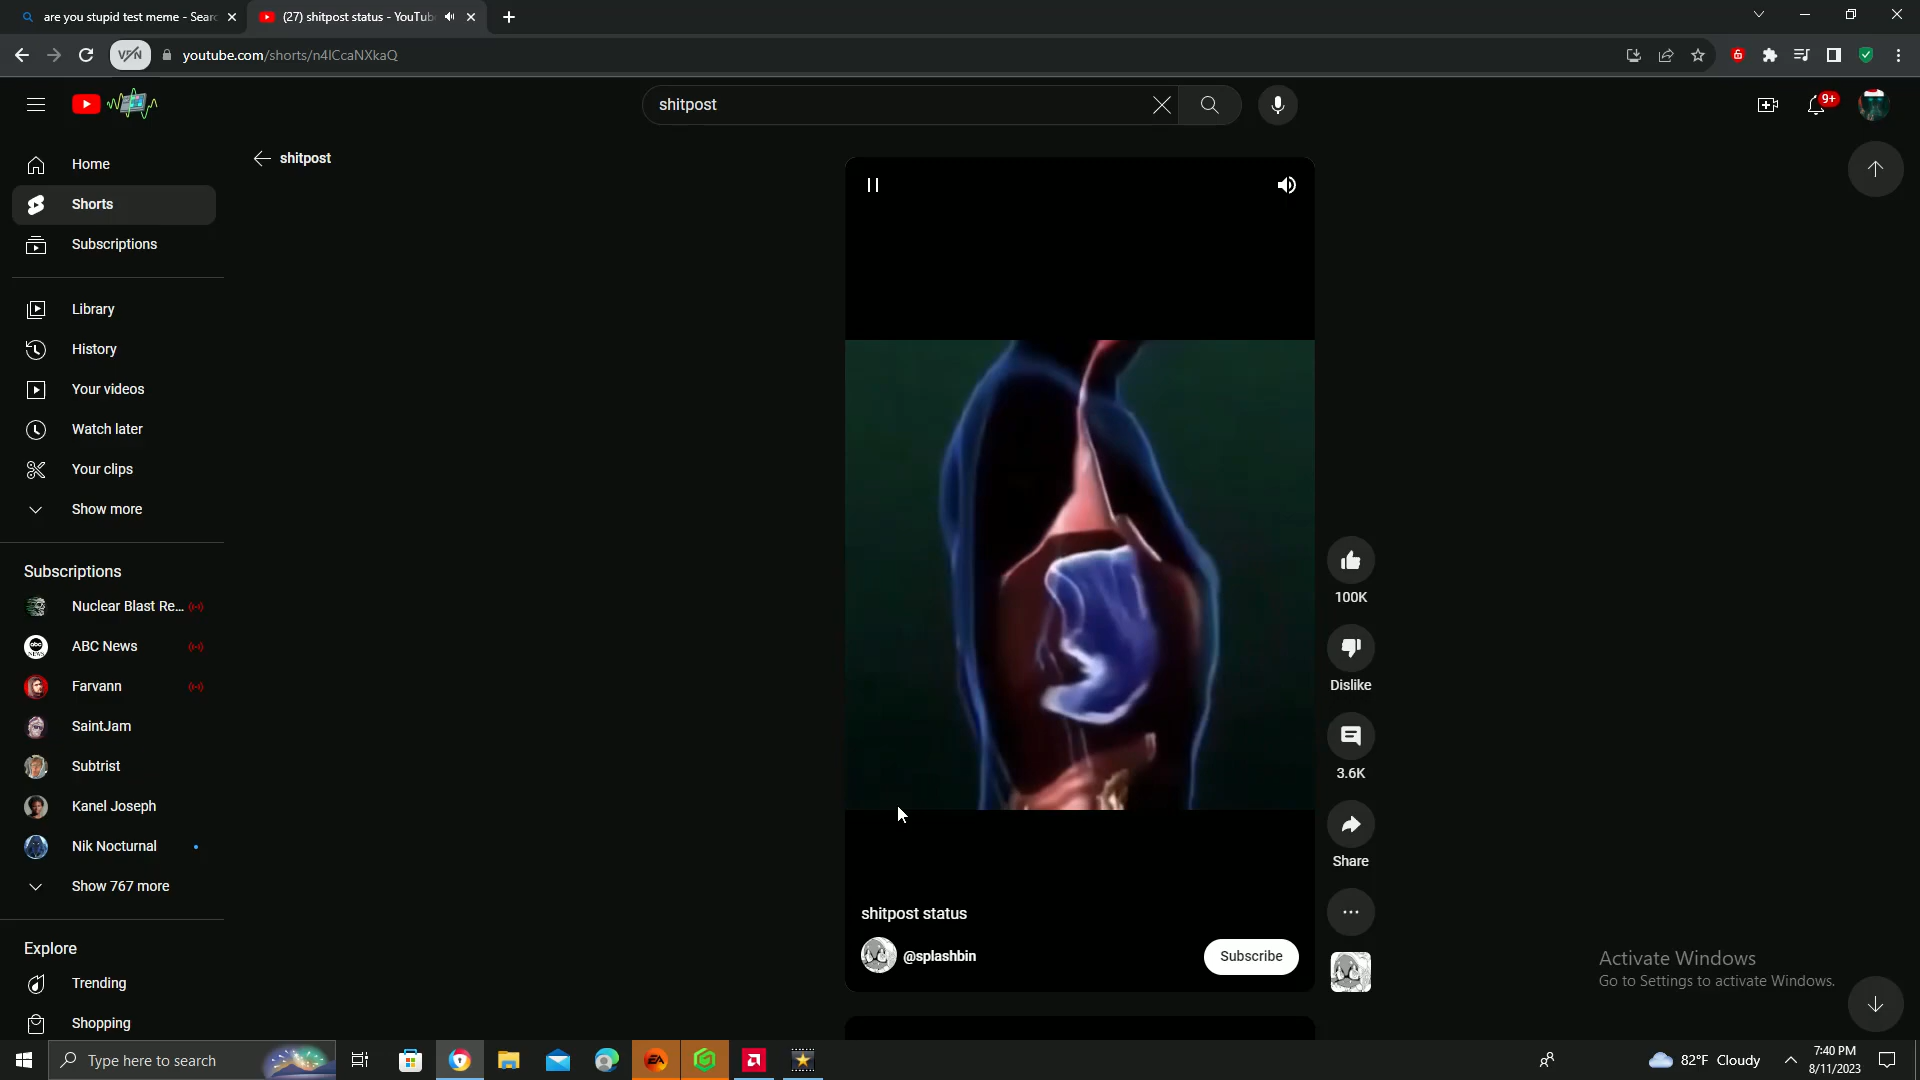 are you stupid test meme - Sear
(27) shitpost status - YouTub
VPN
youtube.com/shorts/n4lCcaNXkaQ
shitpost
9+
Home
shitpost
Shorts
Subscriptions
Library
History
Your videos
Watch later
Your clips
Show more
Subscriptions
Nuclear Blast Re...
ABC News
Farvann
SaintJam
Subtrist
Kanel Joseph
Nik Nocturnal
Show 767 more
Explore
Trending
Shopping
100K
Dislike
3.6K
Share
shitpost status
@splashbin
Subscribe
Activate Windows
Go to Settings to activate Windows.
Type here to search
EA
82°F Cloudy
7:40 PM
8/11/2023